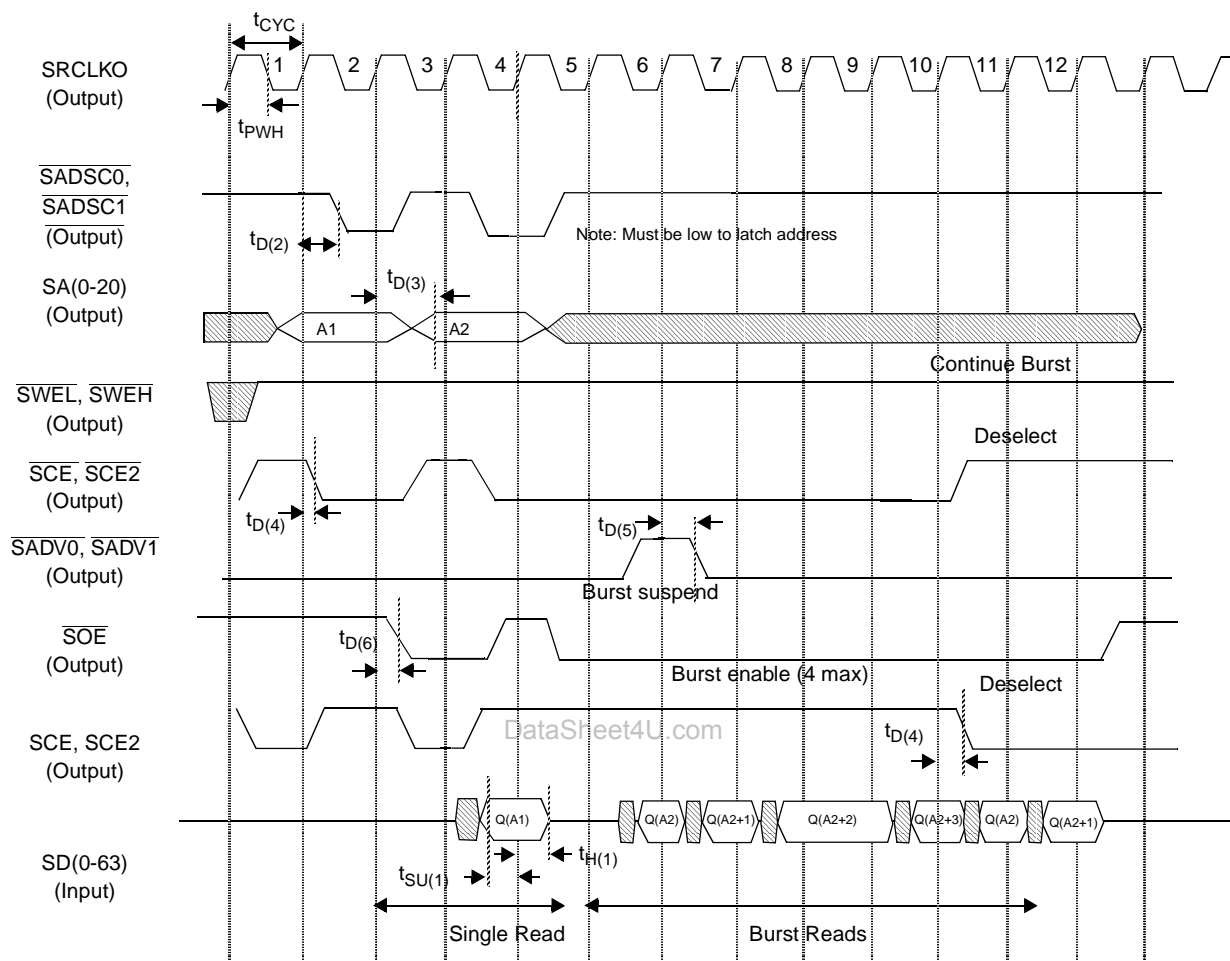 tCYC
SRCLKO
(Output)
1 2 3 4 5 6 7 8 9 10 11 12
tPWH
SADSC0,
SADSC1
(Output)
tD(2)
Note: Must be low to latch address
SA(0-20)
(Output)
tD(3)
A1 A2
Continue Burst
SWEL, SWEH
(Output)
Deselect
SCE, SCE2
(Output)
tD(4)
tD(5)
SADV0, SADV1
(Output)
Burst suspend
SOE
(Output)
tD(6)
Burst enable (4 max)
Deselect
DataSheet4U.com
SCE, SCE2
(Output)
tD(4)
Q(A1) Q(A2) Q(A2+1) Q(A2+2) Q(A2+3) Q(A2) Q(A2+1)
SD(0-63)
(Input)
tH(1)
tSU(1)
Single Read
Burst Reads